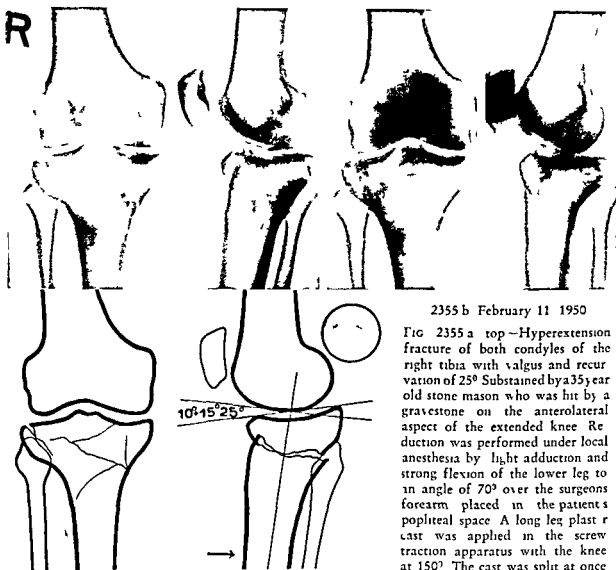 R
2355 b February 11 1950
10° 15° 25°
FIG 2355 a top—Hyperextension
fracture of both condyles of the
right tibia with valgus and recur
vation of 25° Substained by a 35 year
old stone mason who was hit by a
gravestone on the anterolateral
aspect of the extended knee Re
duction was performed under local
anesthesia by light adduction and
strong flexion of the lower leg to
an angle of 70° over the surgeons
forearm placed in the patient s
popliteal space A long leg plast r
cast was applied in the screw
traction apparatus with the knee
at 150° The cast was split at once